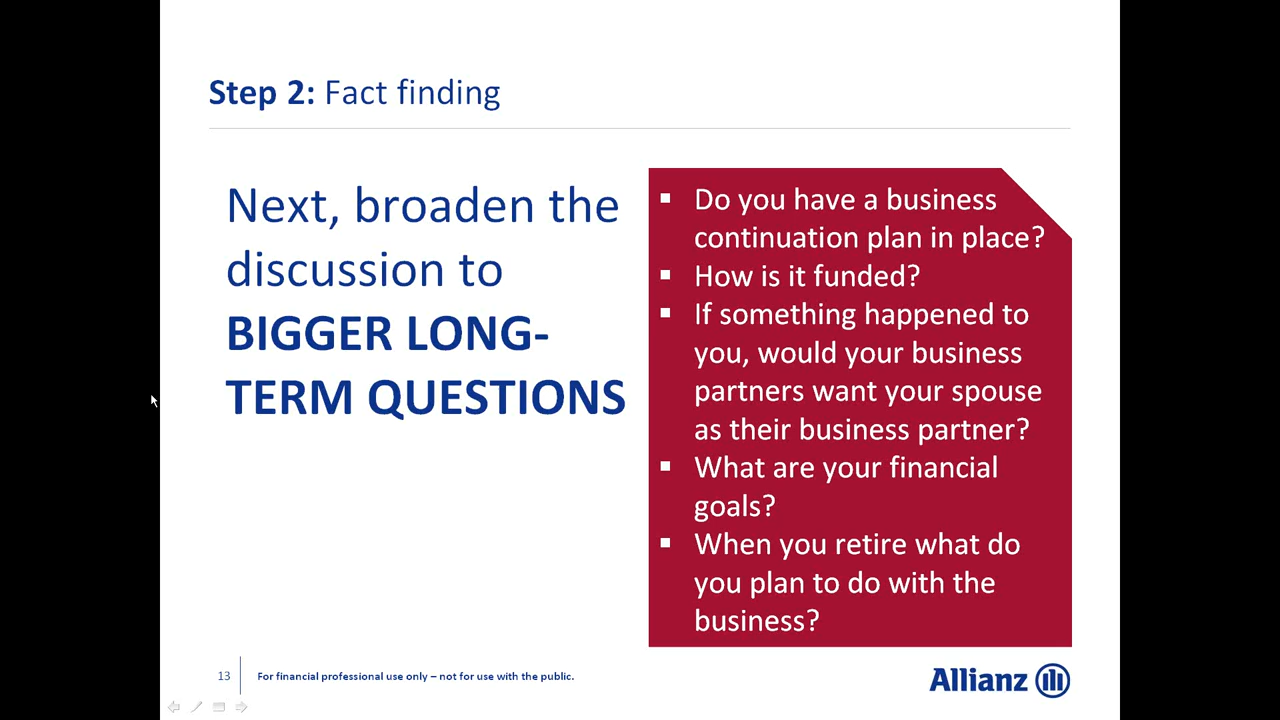 Step 2: Fact finding
Next, broaden the
discussion to
BIGGER LONG-
TERM QUESTIONS
▪ Do you have a business
continuation plan in place?
▪ How is it funded?
▪ If something happened to
you, would your business
partners want your spouse
as their business partner?
▪ What are your financial
goals?
▪ When you retire what do
you plan to do with the
business?
13
For financial professional use only – not for use with the public.
Allianz